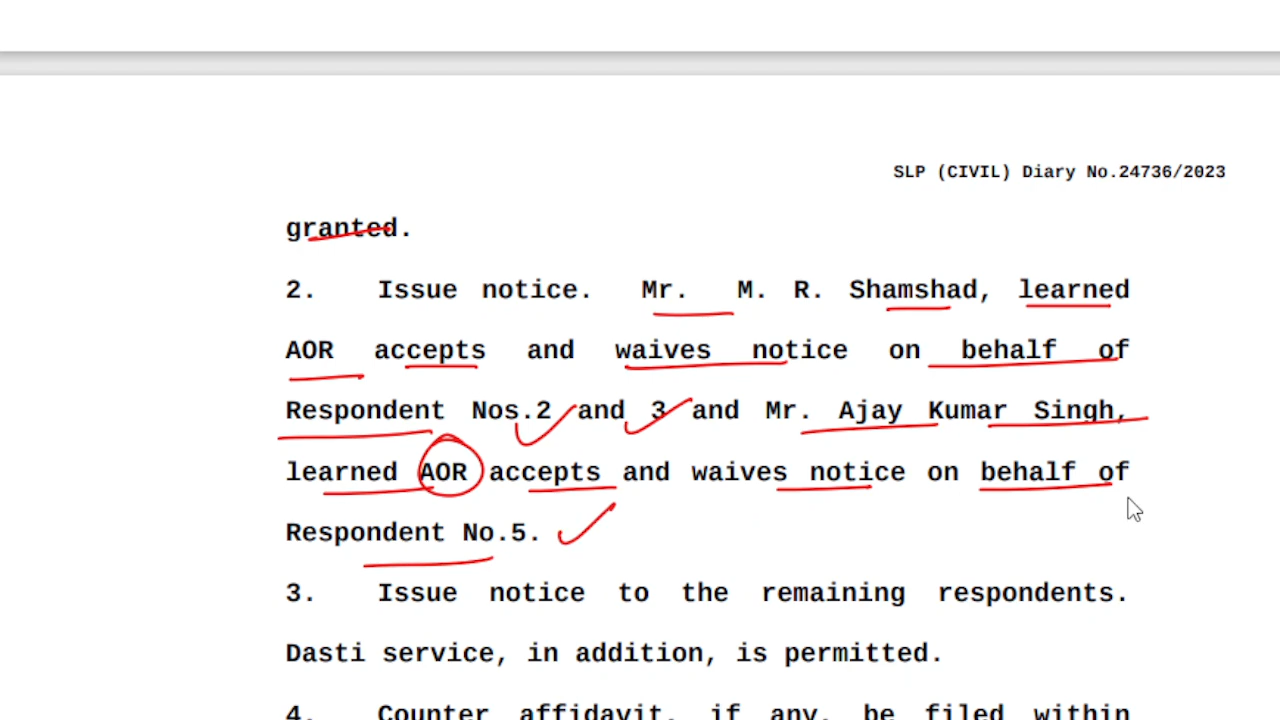 SLP (CIVIL) Diary No.24736/2023
granted.
2. Issue notice. Mr. M. R. Shamshad, learned
AOR accepts and waives notice on behalf of
Respondent Nos.2 and 3 and Mr. Ajay Kumar Singh,
learned AOR accepts and waives notice on behalf of
Respondent No.5.
3. Issue notice to the remaining respondents.
Dasti service, in addition, is permitted.
4. Counter affidavit, if any, be filed within